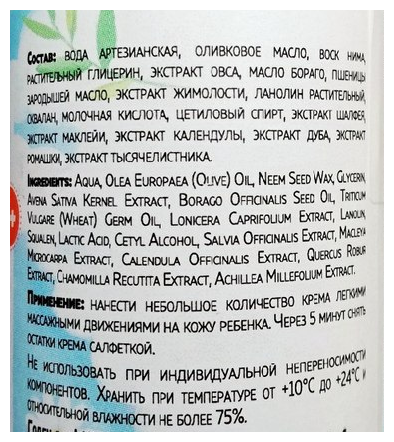 Состав: вода артезианская, оливковое масло, воск нима,
растительный глицерин, экстракт овса, масло бораго, пшеницы
зародышей масло, экстракт жимолости, ланолин растительный,
сквалан, молочная кислота, цетиловый спирт, экстракт шалфея,
экстракт маклейи, экстракт календулы, экстракт дуба, экстракт
ромашки, экстракт тысячелистника.
Ingredients: Aqua, Olea Europaea (Olive) Oil, Neem Seed Wax, Glycerin,
Avena Sativa Kernel Extract, Borago Officinalis Seed Oil, Triticum
Vulgare (Wheat) Germ Oil, Lonicera Caprifolium Extract, Lanolin,
Squalen, Lactic Acid, Cetyl Alcohol, Salvia Officinalis Extract, Macleya
Microcarpa Extract, Calendula Officinalis Extract, Quercus Robur
Extract, Chamomilla Recutita Extract, Achillea Millefolium Extract.
Применение: нанести небольшое количество крема легкими
массажными движениями на кожу ребенка. Через 5 минут снять
остатки крема салфеткой.
Не использовать при индивидуальной непереносимости
компонентов. Хранить при температуре от +10°С до +24°С и
относительной влажности не более 75%.